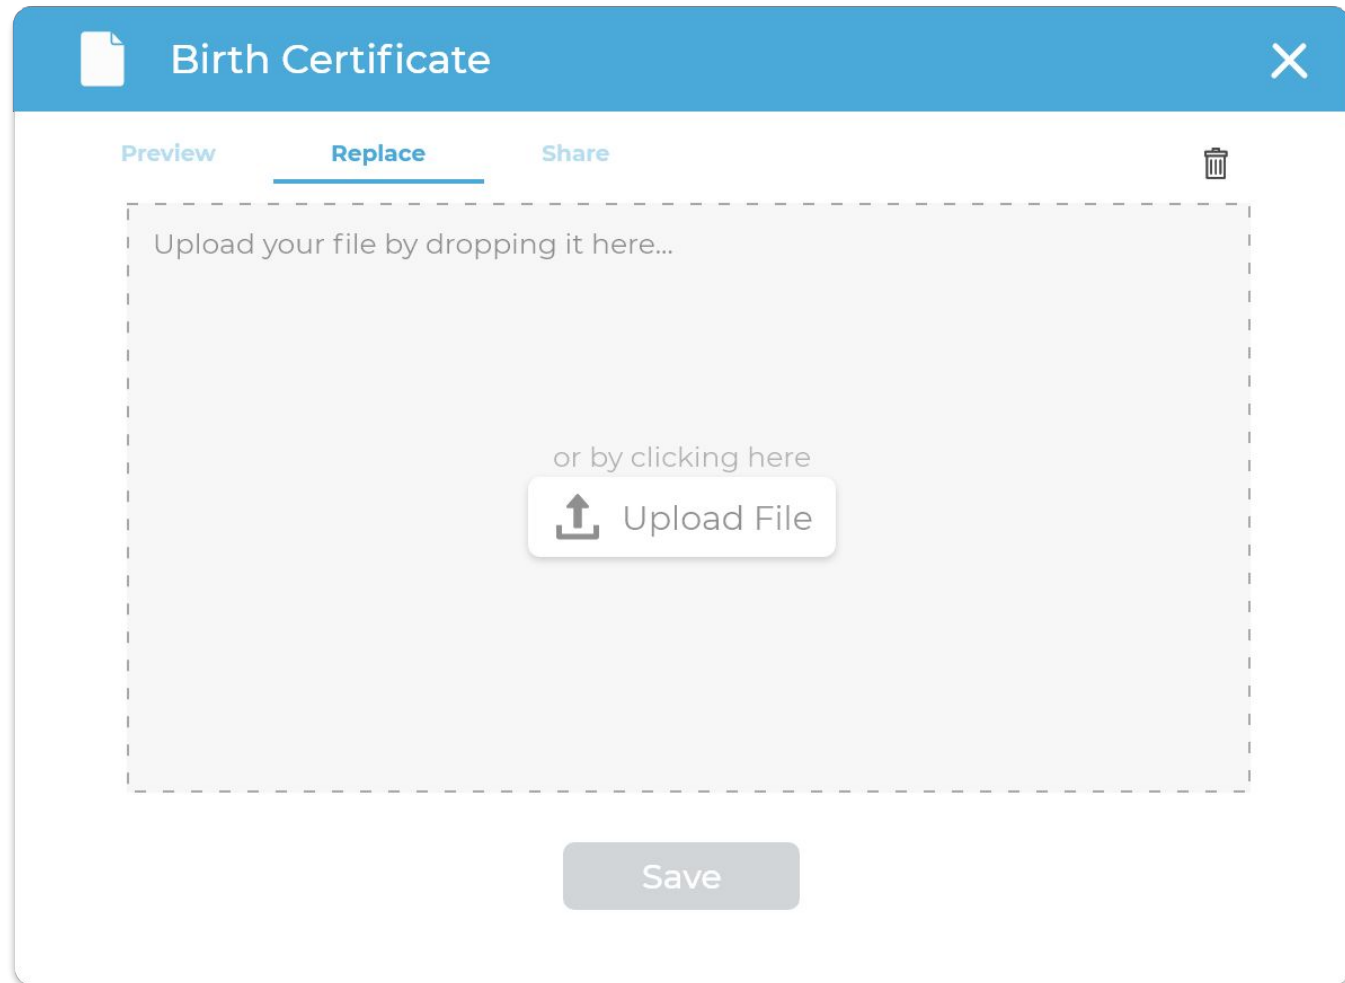 Birth Certificate
Preview Replace Share
Upload your file by dropping it here...
or by clicking here
Upload File
Save